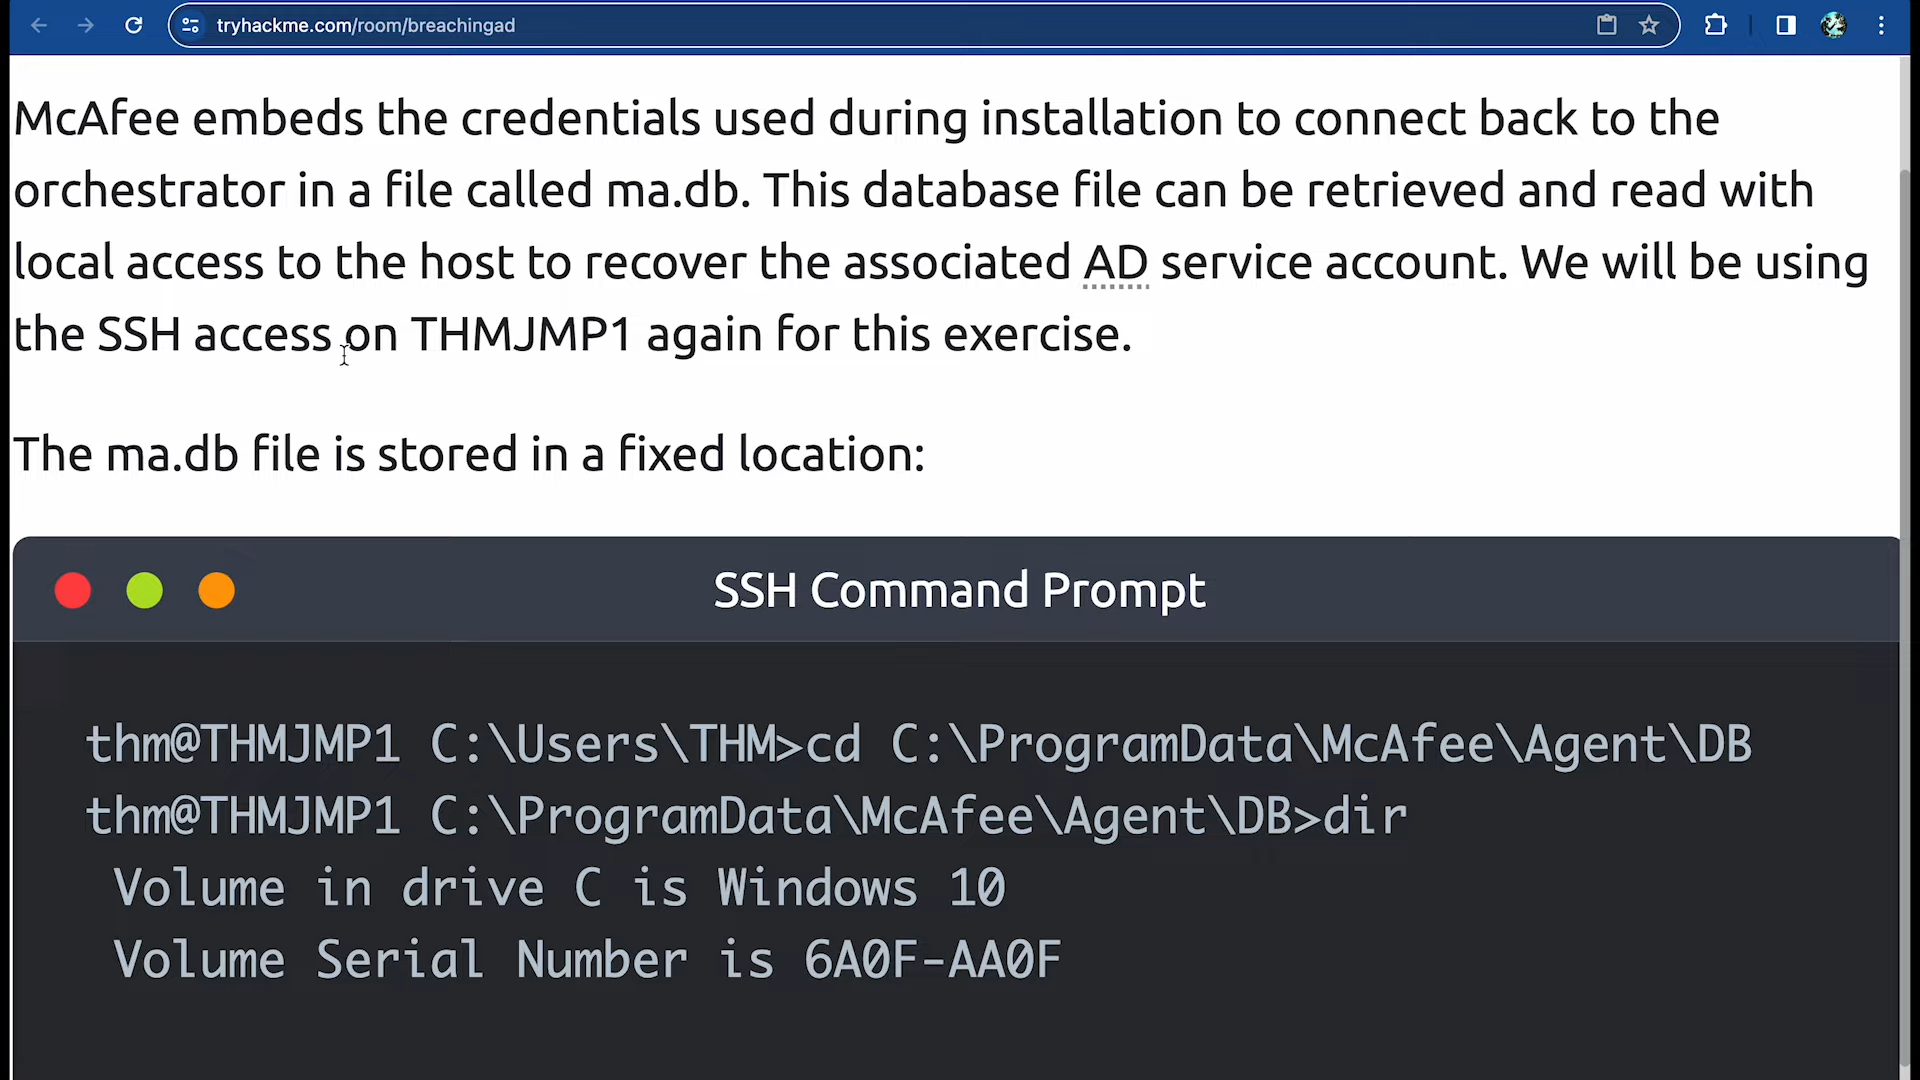 tryhackme.com/room/breachingad
McAfee embeds the credentials used during installation to connect back to the
orchestrator in a file called ma.db. This database file can be retrieved and read with
local access to the host to recover the associated AD service account. We will be using
the SSH access on THMJMP1 again for this exercise.
The ma.db file is stored in a fixed location:
SSH Command Prompt
thm@THMJMP1 C:\Users\THM>cd C:\ProgramData\McAfee\Agent\DB
thm@THMJMP1 C:\ProgramData\McAfee\Agent\DB>dir
Volume in drive C is Windows 10
Volume Serial Number is 6A0F-AA0F